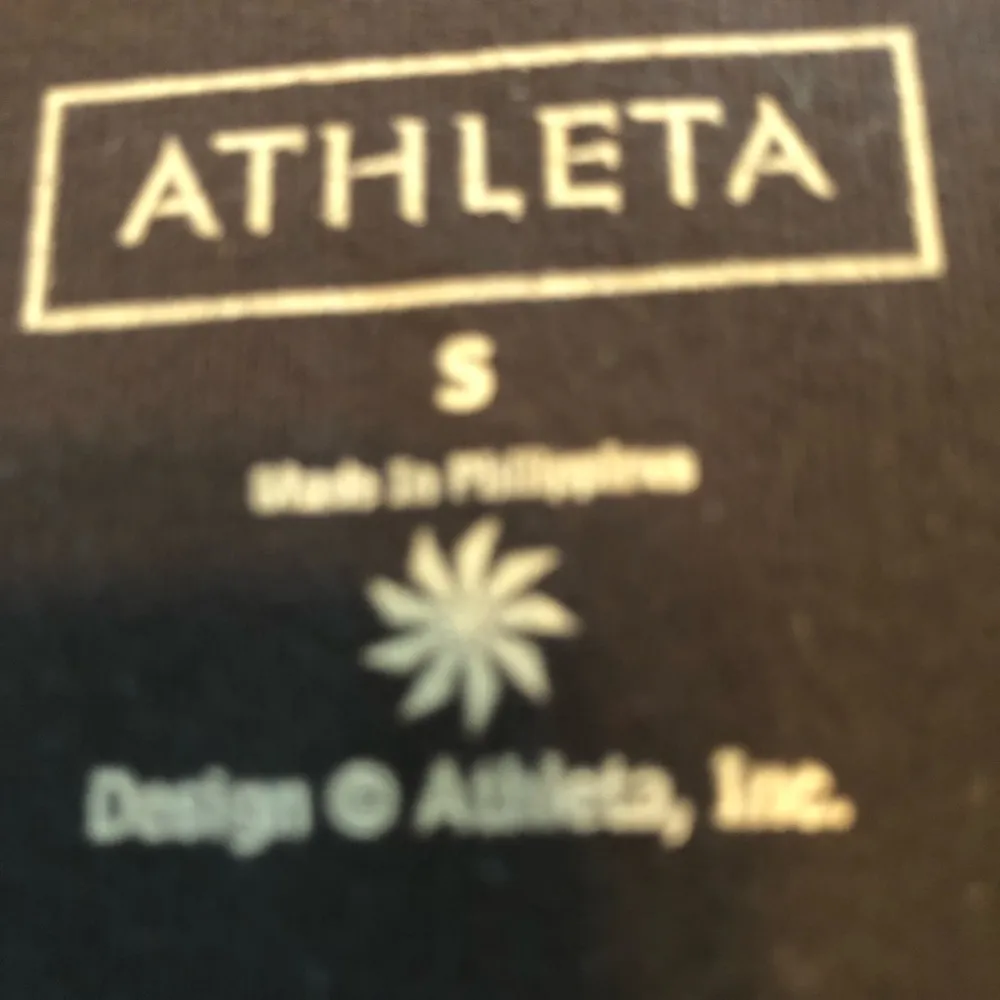 ATHLETA
S
Made In Philippines
Design © Athleta, Inc.